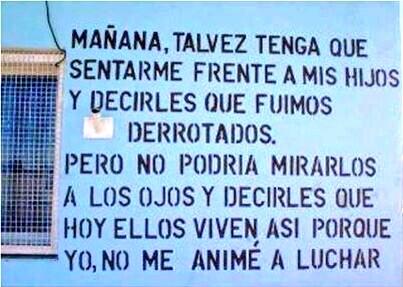 MAÑANA, TALVEZ TENGA QUE
SENTARME FRENTE A MIS HIJOS
Y DECIRLES QUE FUIMOS
DERROTADOS.
PERO NO PODRIA MIRARLOS
A LOS OJOS Y DECIRLES QUE
HOY ELLOS VIVEN ASI PORQUE
YO, NO ME ANIMÉ A LUCHAR